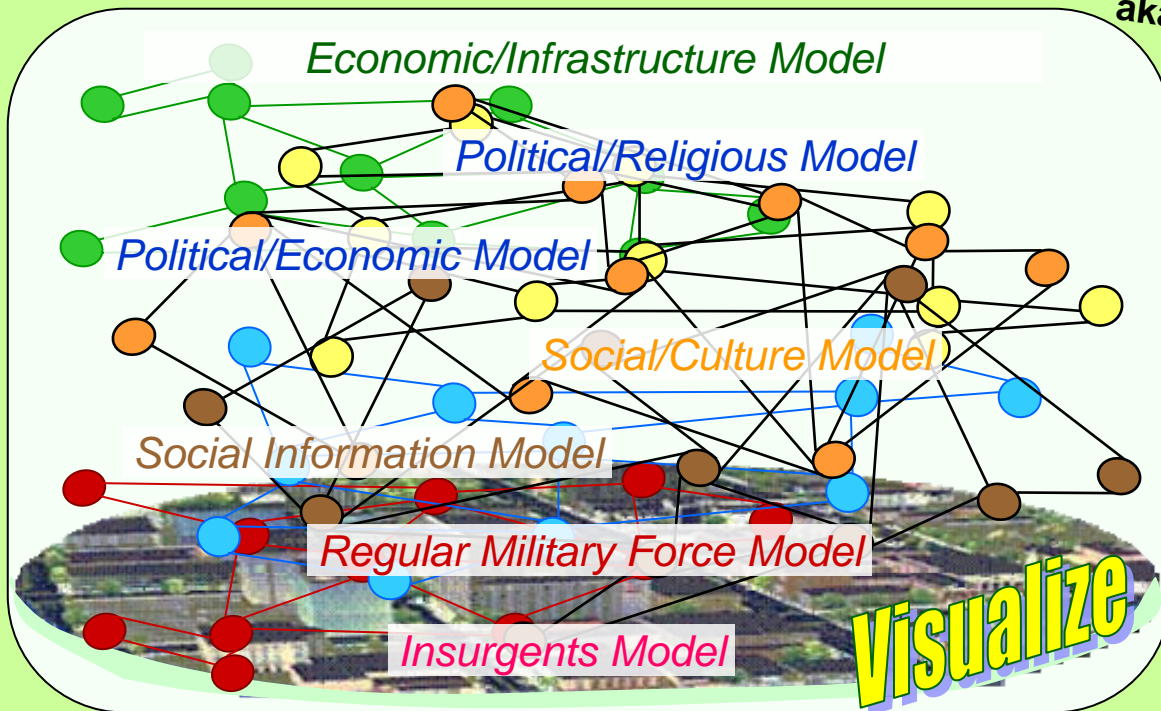 aka
Economic/Infrastructure Model
Political/Religious Model
Political/Economic Model
Social/Culture Model
Social Information Model
Regular Military Force Model
Insurgents Model
Visualize